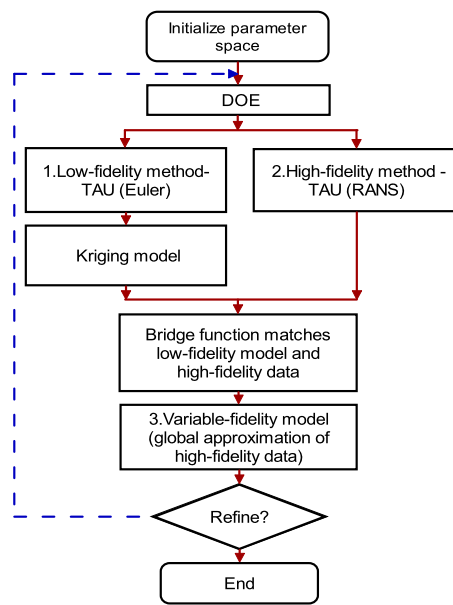 Initialize parameter
space
DOE
1.Low-fidelity method-
TAU (Euler)
2.High-fidelity method -
TAU (RANS)
Kriging model
Bridge function matches
low-fidelity model and
high-fidelity data
3.Variable-fidelity model
(global approximation of
high-fidelity data)
Refine?
End